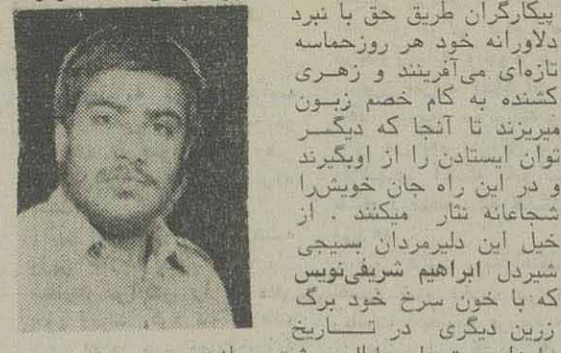 پیکارگران طریق حق با نبرد
دلاورانه خود هر روزحماسه
تازه‌ای می‌آفرینند و زهری
کشنده به کام خصم زبون
میریزند تا آنجا که دیگر
توان ایستادن را از اوبگیرند
و در این راه جان خویش‌را
شجاعانه نثار میکنند . از
خیل این دلیرمردان بسیجی
شیردل ابراهیم شریفی‌نویس
که با خون سرخ خود برگ
زرین دیگری در تاریخ